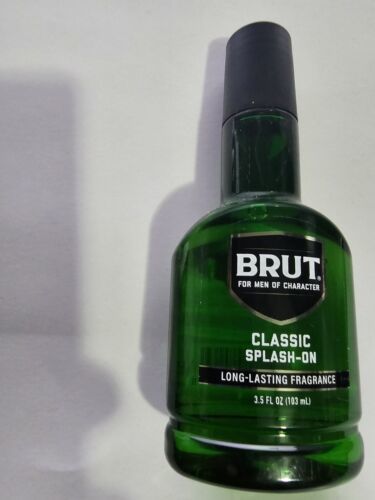 BRUT.
FOR MEN OF CHARACTER
CLASSIC
SPLASH-ON
LONG-LASTING FRAGRANCE
3.5 FL OZ (103 mL)